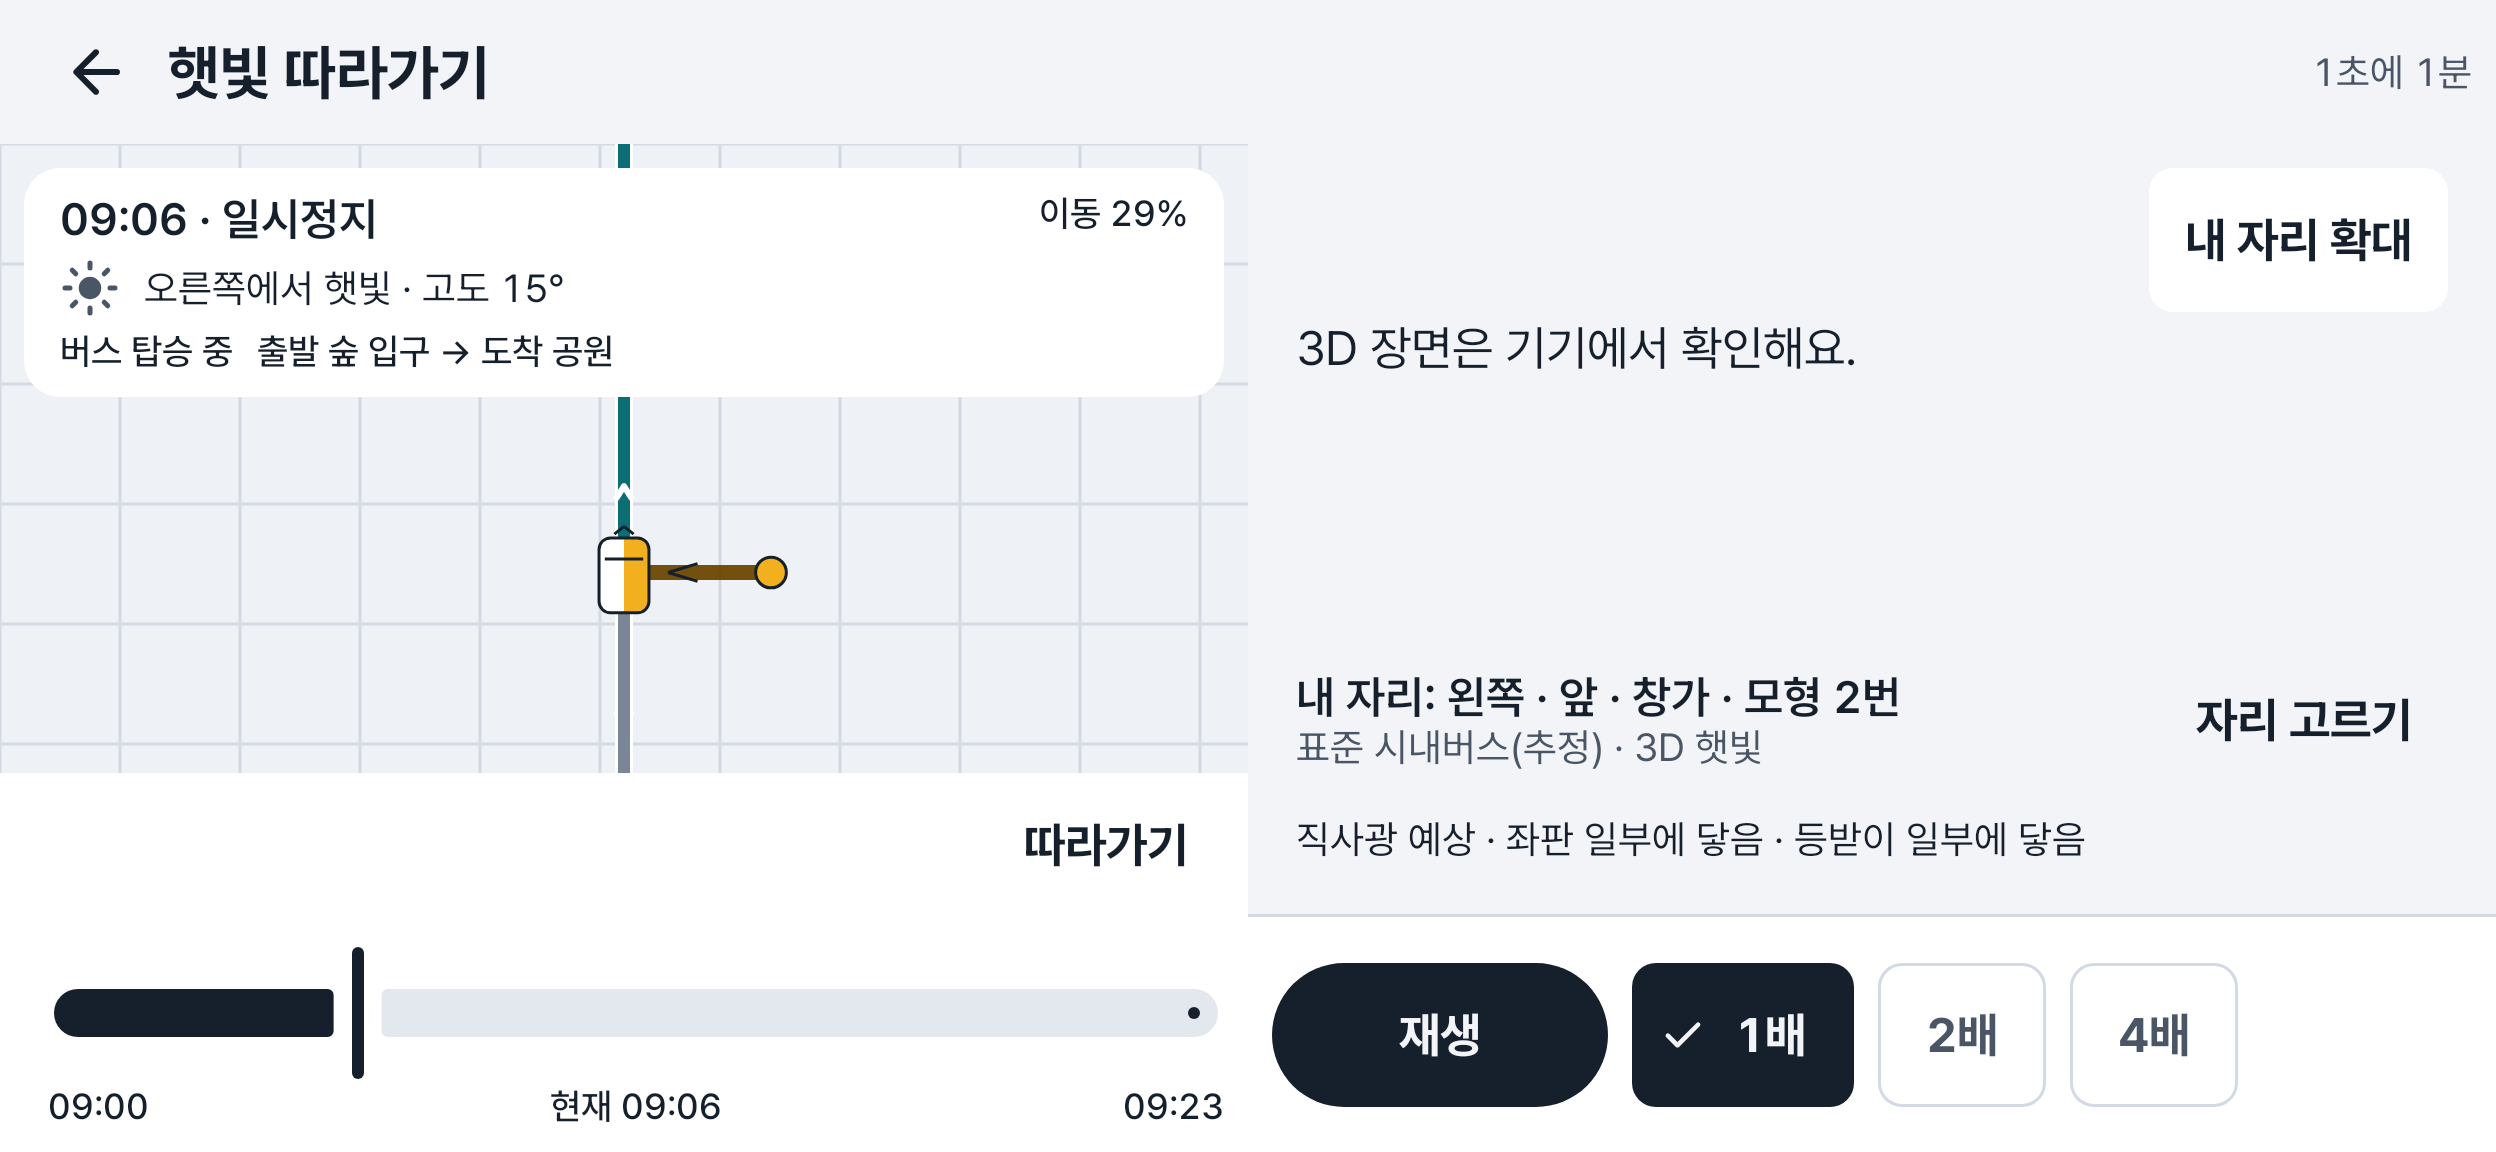 햇빛 따라가기
1초에 1분
09:06 · 일시정지
이동 29%
오른쪽에서 햇빛 · 고도 15°
버스 탑승중 출발 숲 입구 → 도착 공원
내 자리 확대
3D 장면은 기기에서 확인해요.
내 자리: 왼쪽 · 앞 · 창가 · 모형 2번
표준 시내버스(추정) · 3D 햇빛
자리 고르기
직사광 예상 · 좌판 일부에 닿음 · 등받이 일부에 닿음
따라가기
09:00
현재 09:06
09:23
재생
1배
2배
4배